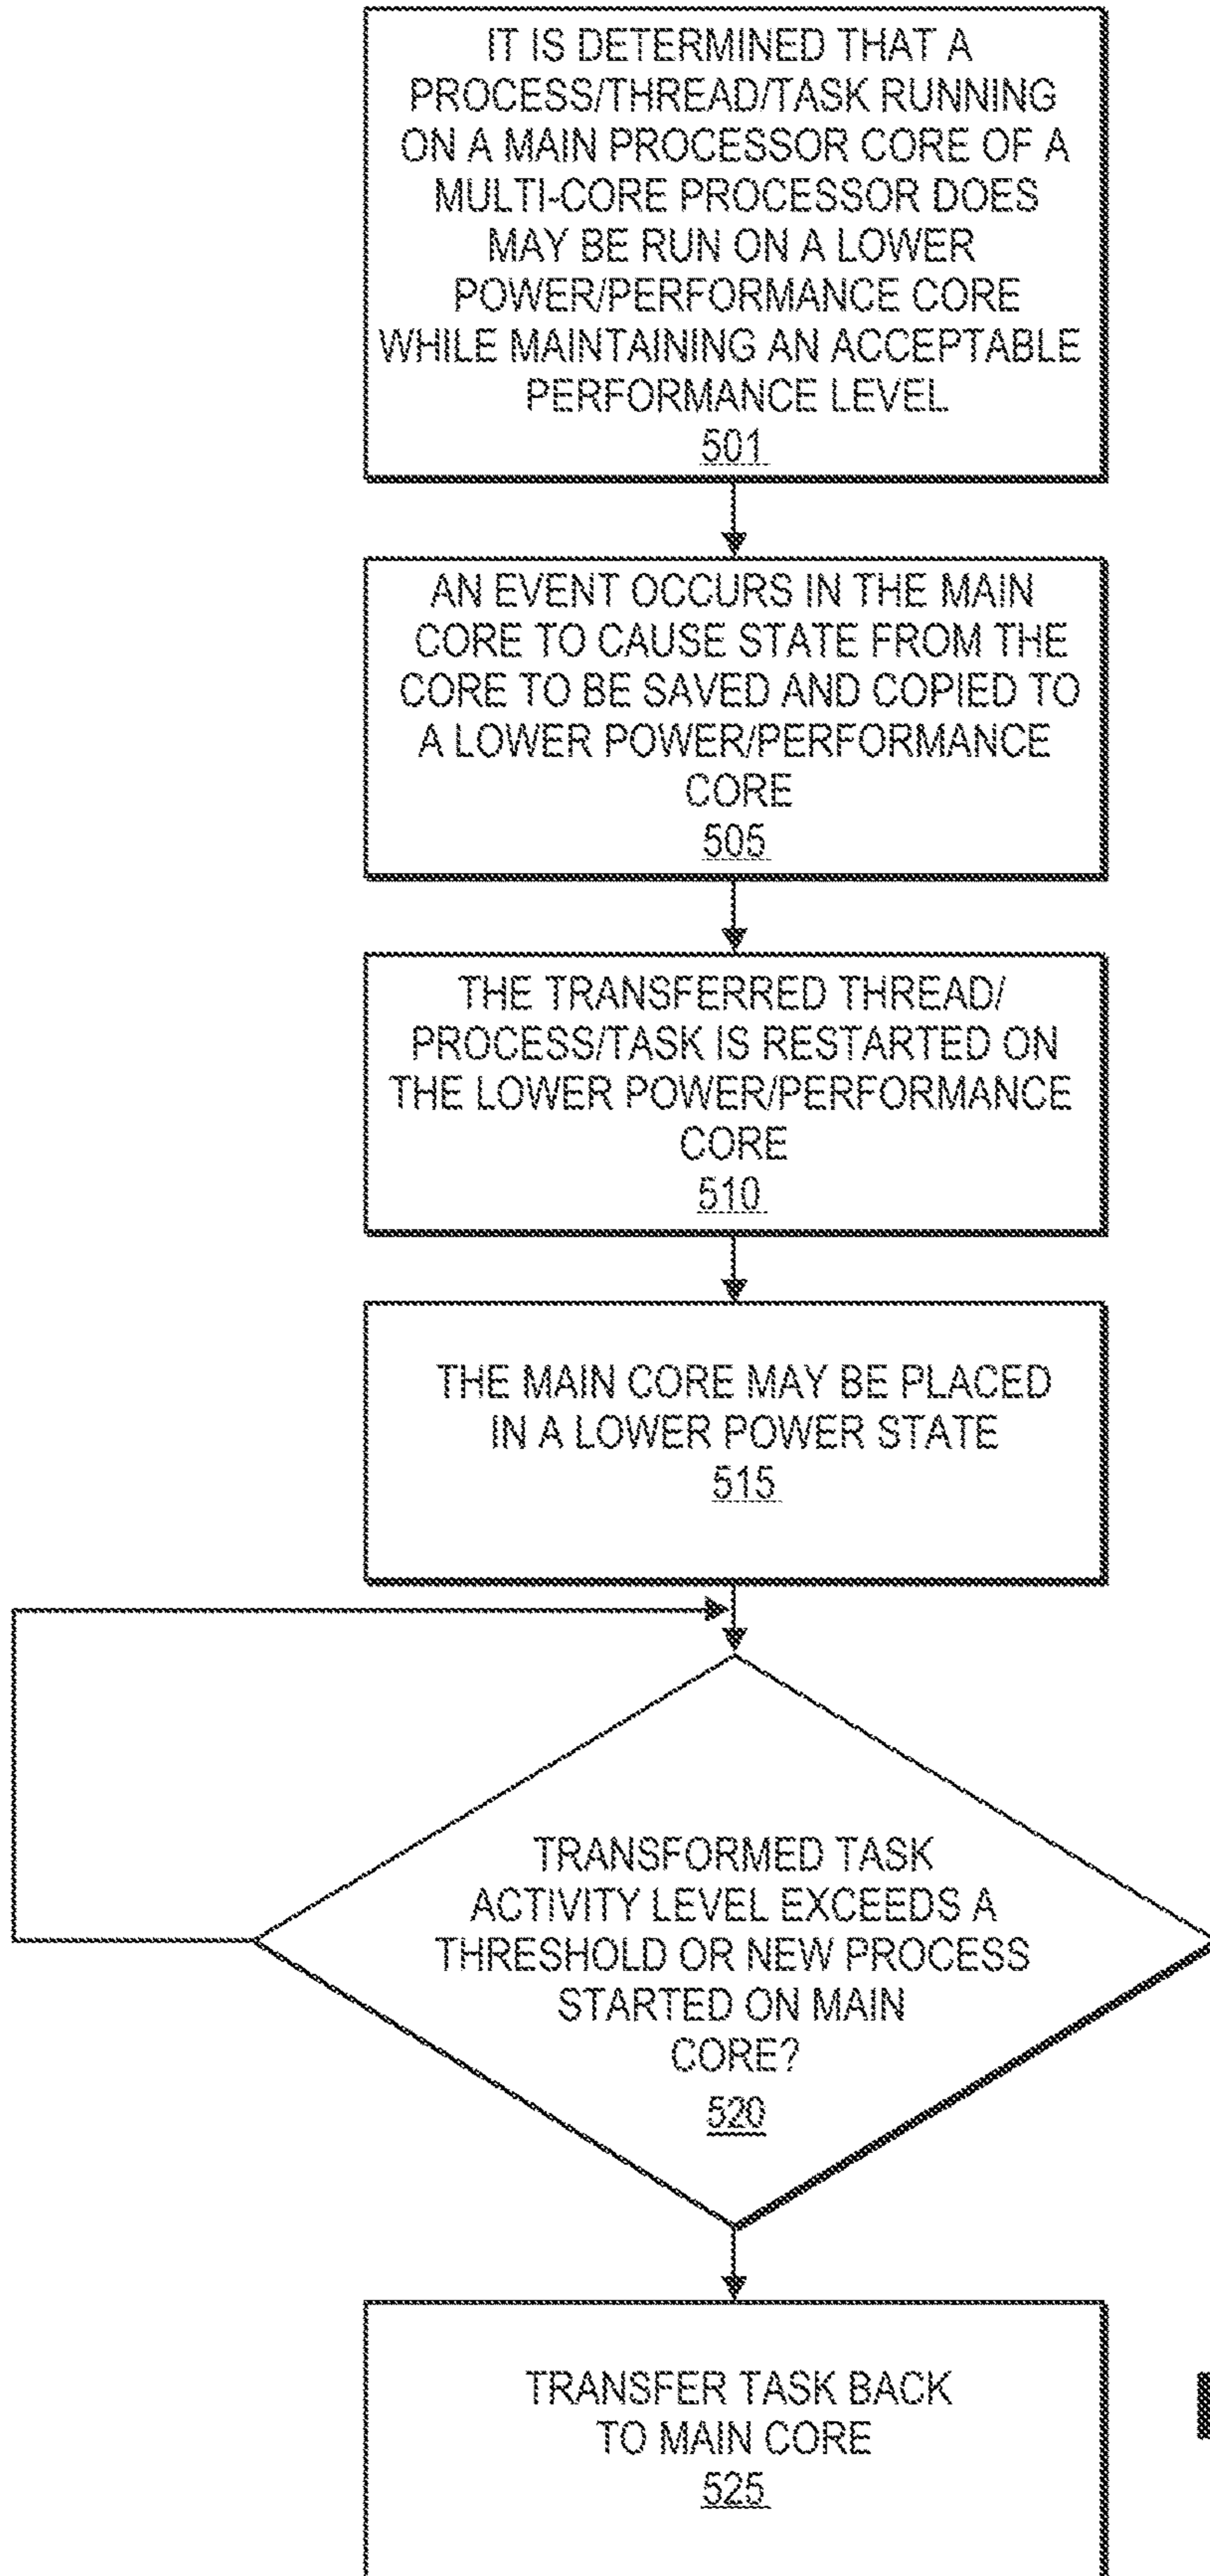 IT IS DETERMINED THAT A
PROCESS/THREAD/TASK RUNNING
ON A MAIN PROCESSOR CORE OF A
MULTI-CORE PROCESSOR DOES
MAY BE RUN ON A LOWER
POWER/PERFORMANCE CORE
WHILE MAINTAINING AN ACCEPTABLE
PERFORMANCE LEVEL
501
AN EVENT OCCURS IN THE MAIN
CORE TO CAUSE STATE FROM THE
CORE TO BE SAVED AND COPIED TO
A LOWER POWER/PERFORMANCE
CORE
505
THE TRANSFERRED THREAD/
PROCESS/TASK IS RESTARTED ON
THE LOWER POWER/PERFORMANCE
CORE
510
THE MAIN CORE MAY BE PLACED
IN A LOWER POWER STATE
515
TRANSFORMED TASK
ACTIVITY LEVEL EXCEEDS A
THRESHOLD OR NEW PROCESS
STARTED ON MAIN
CORE?
520
TRANSFER TASK BACK
TO MAIN CORE
525